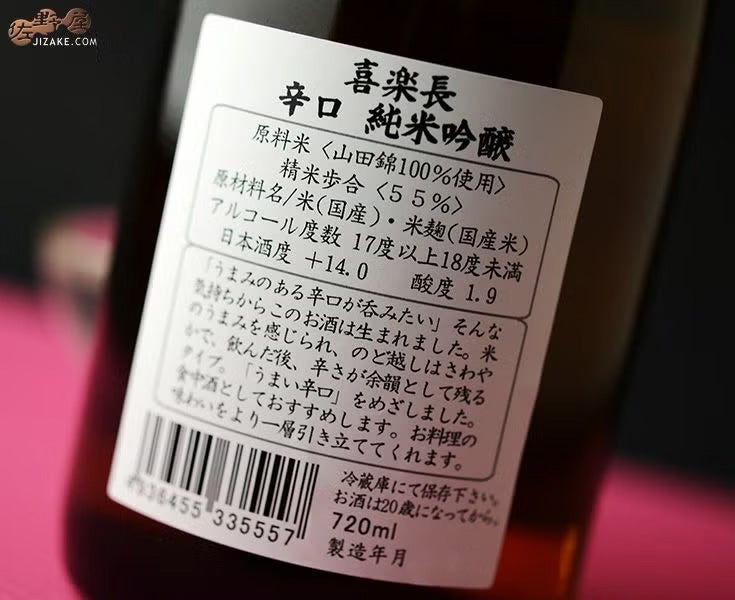 佐野屋
JIZAKE.COM
喜楽長
辛口 純米吟醸
原料米〈山田錦100%使用〉
精米歩合〈55%〉
原材料名/米(国産)・米麹(国産米)
アルコール度数 17度以上18度未満
日本酒度 +14.0 酸度 1.9
「うまみのある辛口が呑みたい」そんな
気持ちからこのお酒は生まれました。米
のうまみを感じられ、のど越しはさわや
かで、飲んだ後、辛さが余韻として残る
タイプ。「うまい辛口」をめざしました。
食中酒としておすすめします。お料理の
味わいをより一層引き立ててくれます。
冷蔵庫にて保存下さい。
お酒は20歳になってから。
720ml
製造年月
936455 335557